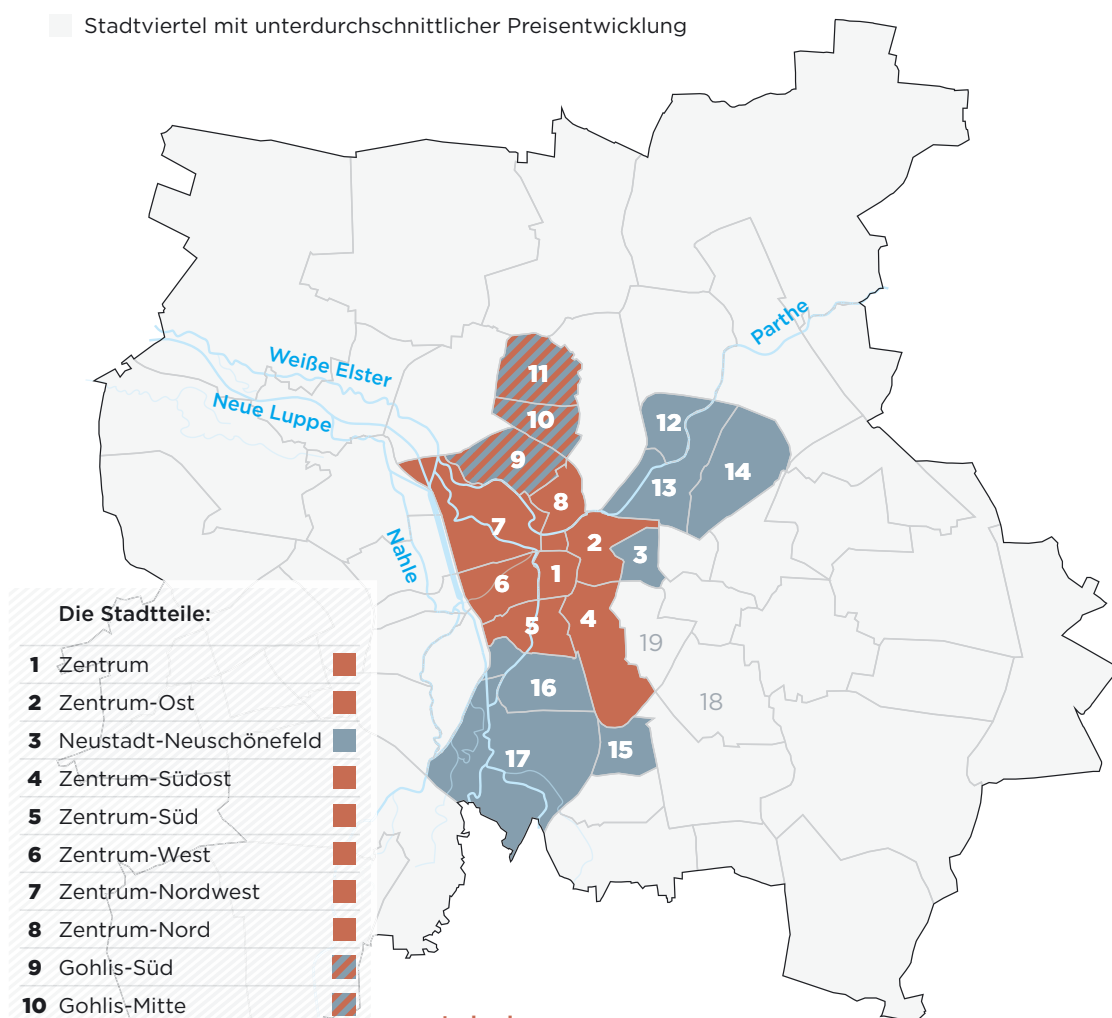 Stadtviertel mit unterdurchschnittlicher Preisentwicklung
Parthe
Weiße Elster
Neue Luppe
Nahle
11
10
9
12
14
13
8
7
2
3
1
6
4
5
19
16
18
15
17
Die Stadtteile:
1 Zentrum
2 Zentrum-Ost
3 Neustadt-Neuschönefeld
4 Zentrum-Südost
5 Zentrum-Süd
6 Zentrum-West
7 Zentrum-Nordwest
8 Zentrum-Nord
9 Gohlis-Süd
10 Gohlis-Mitte